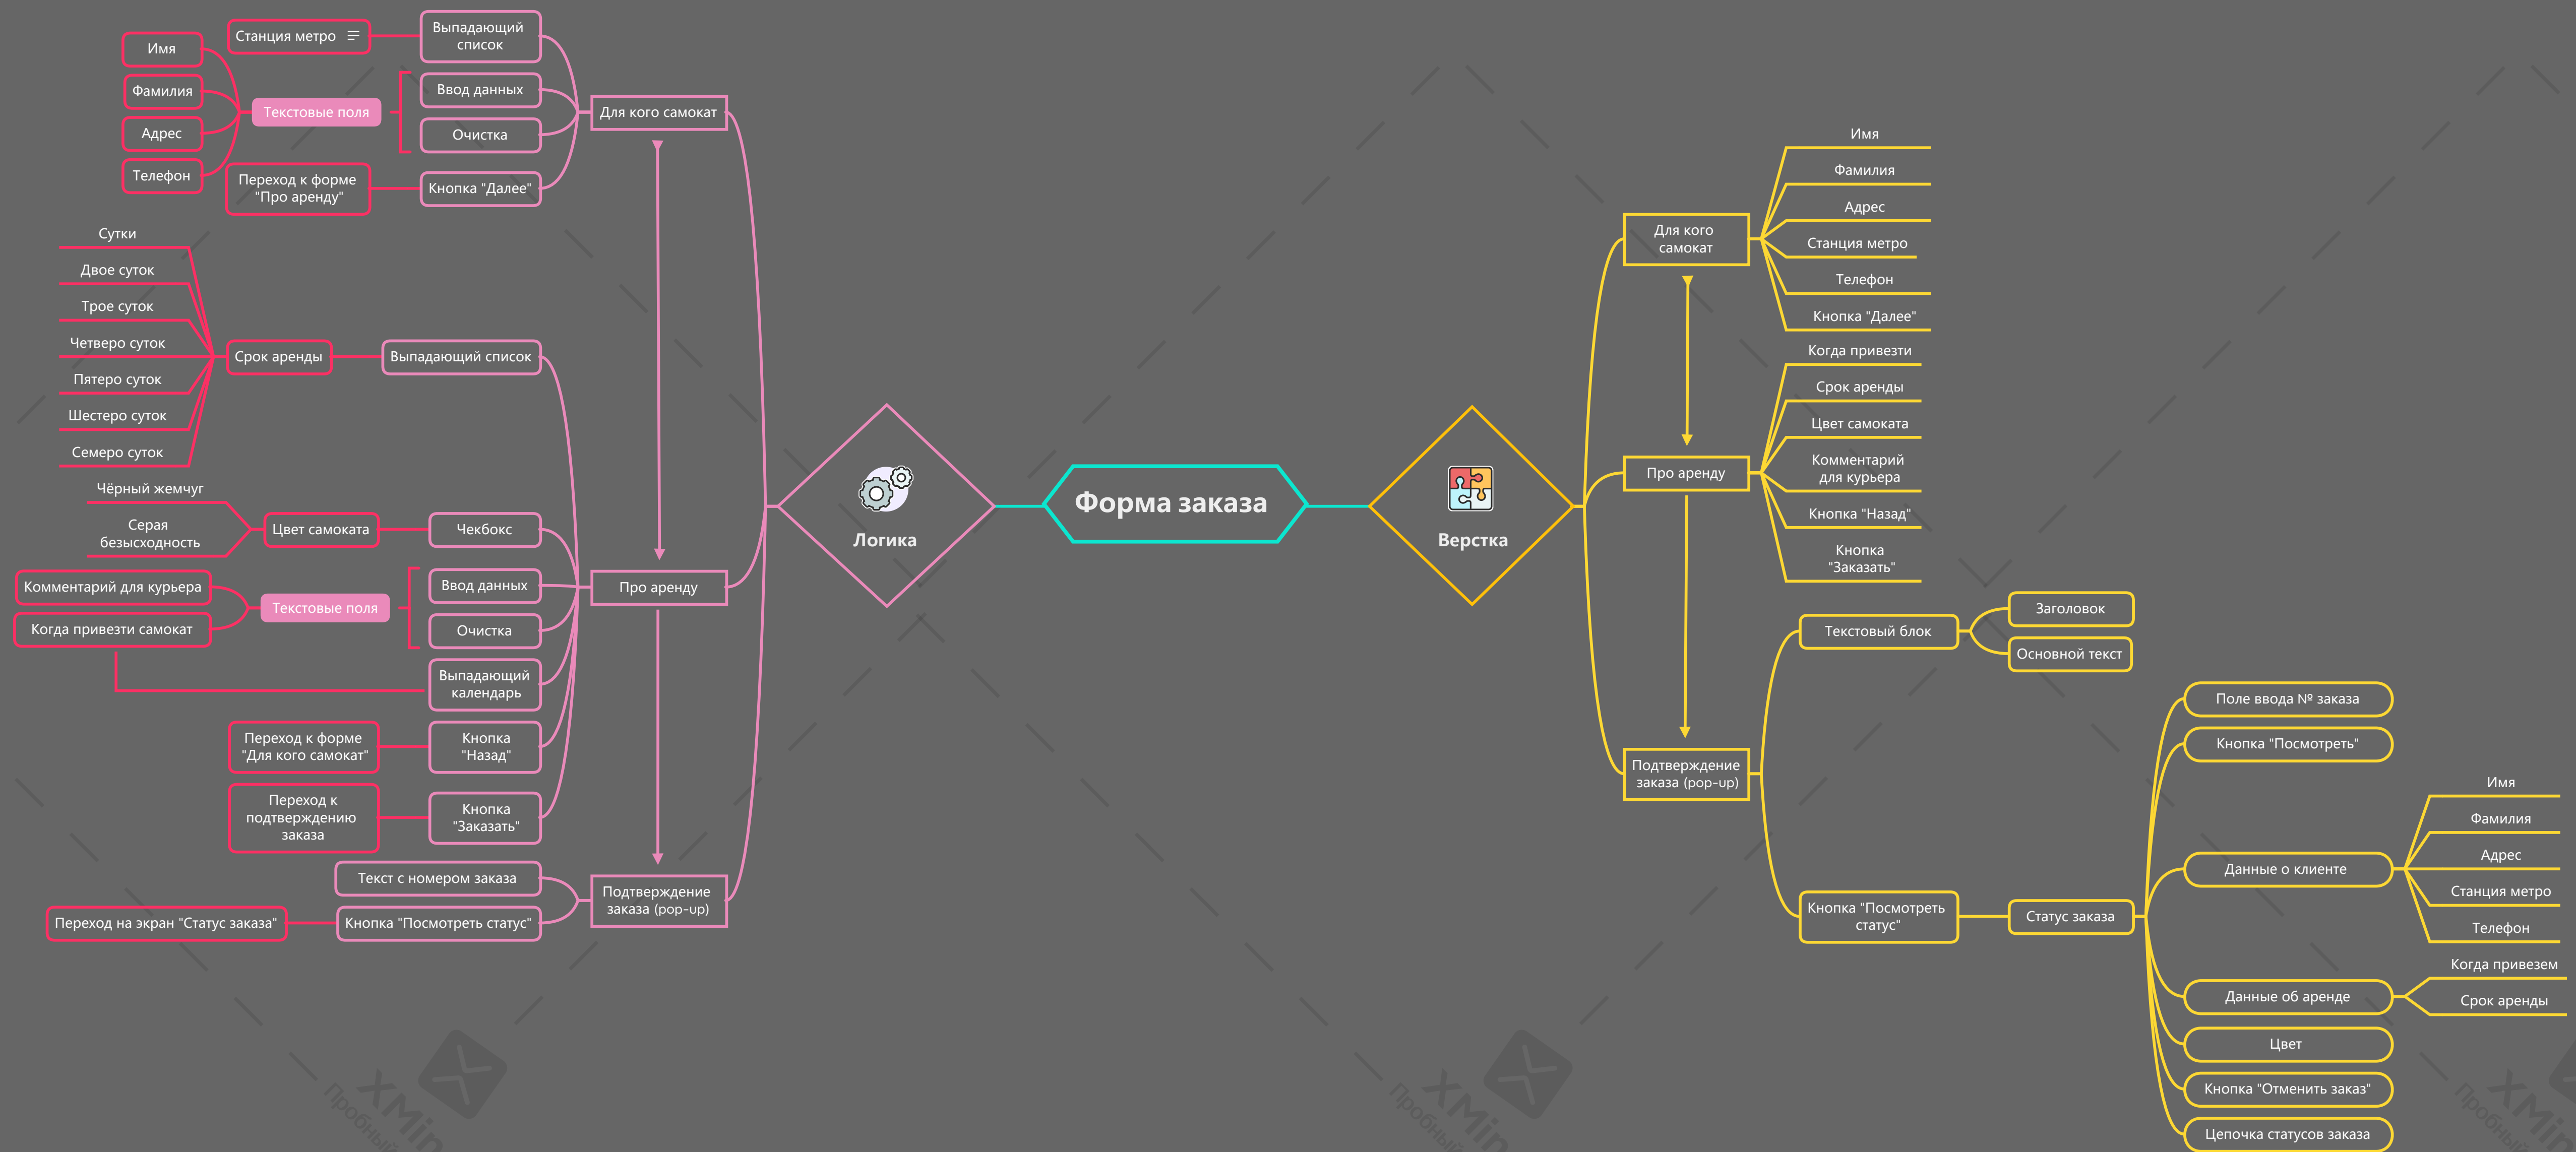 Форма заказа
Логика
Для кого самокат
Выпадающий
список
Станция метро
Ввод данных
Очистка
Текстовые поля
Имя
Фамилия
Адрес
Телефон
Кнопка "Далее"
Переход к форме
"Про аренду"
Про аренду
Выпадающий список
Срок аренды
Сутки
Двое суток
Трое суток
Четверо суток
Пятеро суток
Шестеро суток
Семеро суток
Чекбокс
Цвет самоката
Чёрный жемчуг
Серая
безысходность
Ввод данных
Очистка
Текстовые поля
Комментарий для курьера
Когда привезти самокат
Выпадающий
календарь
Кнопка
"Назад"
Переход к форме
"Для кого самокат"
Кнопка
"Заказать"
Переход к
подтверждению
заказа
Подтверждение
заказа (pop-up)
Текст с номером заказа
Кнопка "Посмотреть статус"
Переход на экран "Статус заказа"
Верстка
Для кого
самокат
Имя
Фамилия
Адрес
Станция метро
Телефон
Кнопка "Далее"
Про аренду
Когда привезти
Срок аренды
Цвет самоката
Комментарий
для курьера
Кнопка "Назад"
Кнопка
"Заказать"
Подтверждение
заказа (pop-up)
Текстовый блок
Заголовок
Основной текст
Кнопка "Посмотреть
статус"
Статус заказа
Поле ввода № заказа
Кнопка "Посмотреть"
Данные о клиенте
Имя
Фамилия
Адрес
Станция метро
Телефон
Данные об аренде
Когда привезем
Срок аренды
Цвет
Кнопка "Отменить заказ"
Цепочка статусов заказа